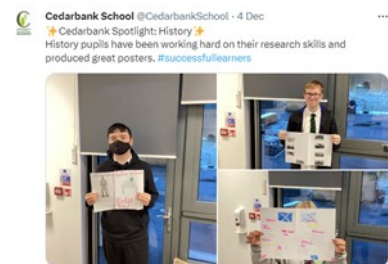 Cedarbank School @CedarbankSchool · 4 Dec
✨Cedarbank Spotlight: History✨
History pupils have been working hard on their research skills and
produced great posters. #successfullearners